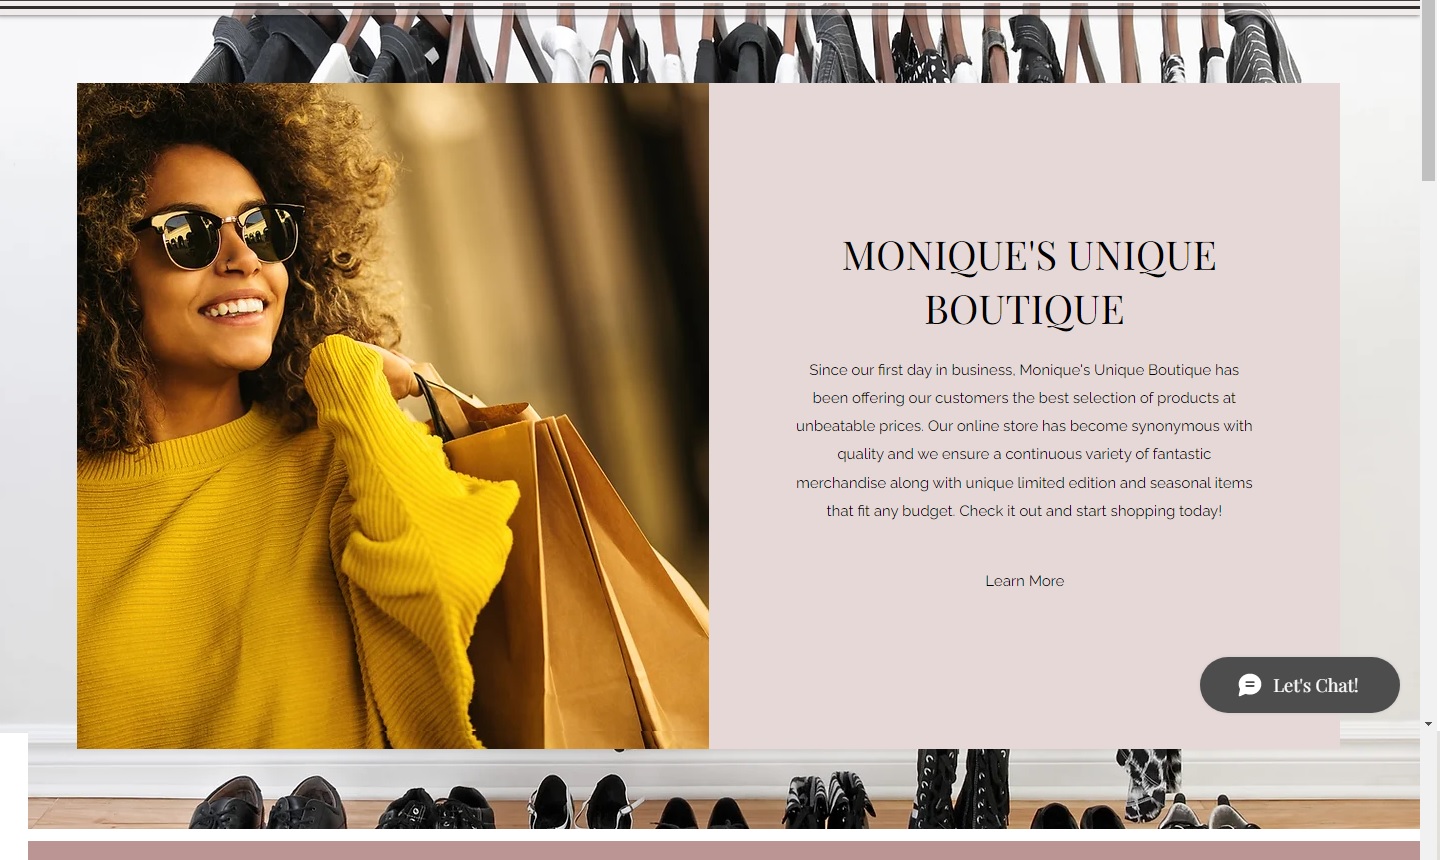 MONIQUE'S UNIQUE
BOUTIQUE
Since our first day in business, Monique's Unique Boutique has
been offering our customers the best selection of products at
unbeatable prices. Our online store has become synonymous with
quality and we ensure a continuous variety of fantastic
merchandise along with unique limited edition and seasonal items
that fit any budget. Check it out and start shopping today!
Learn More
Let's Chat!